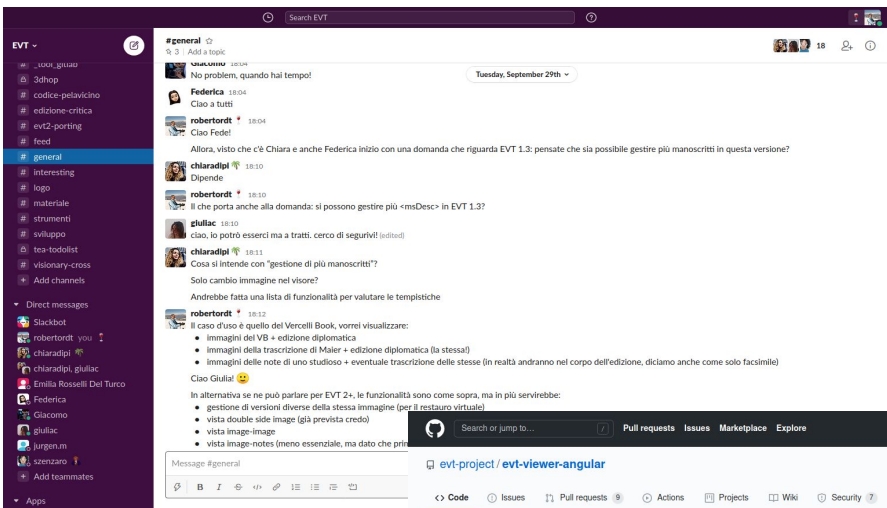 Search EVT
EVT
_tool_gitlab
3dhop
# codice-pelavicino
# edizione-critica
# evt2-porting
# feed
# general
# interesting
# logo
# materiale
# strumenti
# sviluppo
tea-todolist
# visionary-cross
+ Add channels
Direct messages
Slackbot
robertordt you
chiaradipi
chiaradipi, giuliac
Emilia Rosselli Del Turco
Federica
Giacomo
giuliac
jurgen.m
szenzaro
+ Add teammates
Apps
#general
3 | Add a topic
18
Giacomo 18:04
No problem, quando hai tempo!
Tuesday, September 29th
Federica 18:04
Ciao a tutti
robertordt 18:04
Ciao Fede!
Allora, visto che c'è Chiara e anche Federica inizio con una domanda che riguarda EVT 1.3: pensate che sia possibile gestire più manoscritti in questa versione?
chiaradipi 18:10
Dipende
robertordt 18:10
Il che porta anche alla domanda: si possono gestire più <msDesc> in EVT 1.3?
giuliac 18:10
ciao, io potrò esserci ma a tratti. cerco di segurivi! (edited)
chiaradipi 18:11
Cosa si intende con "gestione di più manoscritti"?
Solo cambio immagine nel visore?
Andrebbe fatta una lista di funzionalità per valutare le tempistiche
robertordt 18:12
Il caso d'uso è quello del Vercelli Book, vorrei visualizzare:
• immagini del VB + edizione diplomatica
• immagini della trascrizione di Maier + edizione diplomatica (la stessa!)
• immagini delle note di uno studioso + eventuale trascrizione delle stesse (in realtà andranno nel corpo dell'edizione, diciamo anche come solo facsimile)
Ciao Giulia!
In alternativa se ne può parlare per EVT 2+, le funzionalità sono come sopra, ma in più servirebbe:
• gestione di versioni diverse della stessa immagine (per il restauro virtuale)
• vista double side image (già prevista credo)
• vista image-image
• vista image-notes (meno essenziale, ma dato che prim
Message #general
B I
Search or jump to... /
Pull requests Issues Marketplace Explore
evt-project / evt-viewer-angular
<> Code Issues Pull requests 9 Actions Projects Wiki Security 7